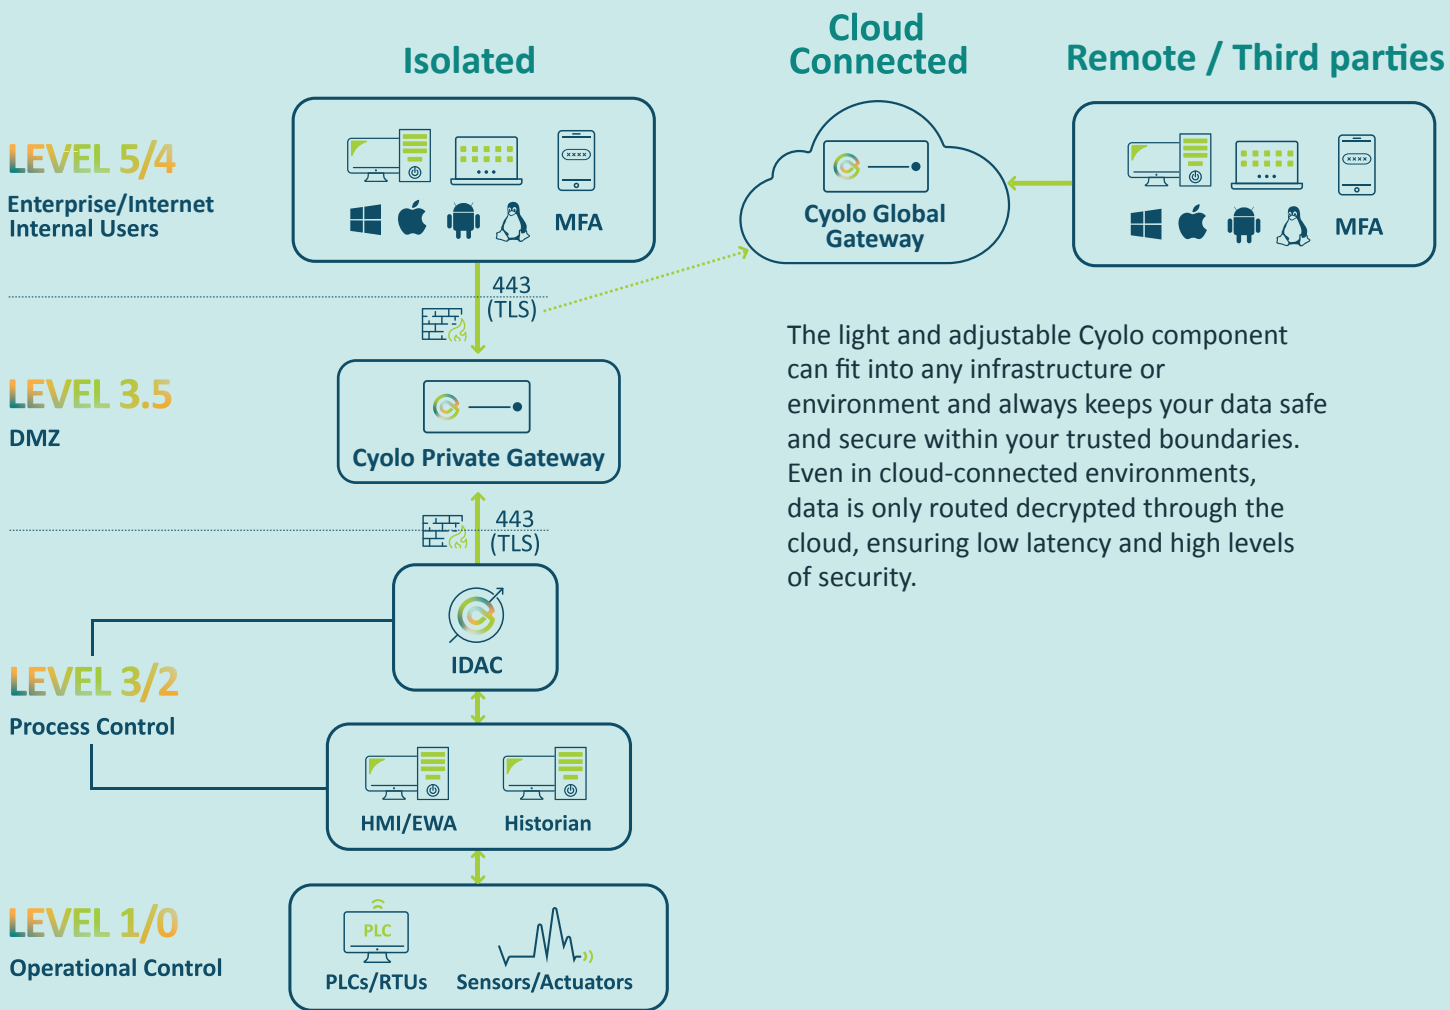 Isolated
Cloud
Connected
Remote / Third parties
LEVEL 5/4
Enterprise/Internet
Internal Users
MFA
Cyolo Global
Gateway
xxxx
MFA
xxxx
443
(TLS)
LEVEL 3.5
DMZ
Cyolo Private Gateway
The light and adjustable Cyolo component
can fit into any infrastructure or
environment and always keeps your data safe
and secure within your trusted boundaries.
Even in cloud-connected environments,
data is only routed decrypted through the
cloud, ensuring low latency and high levels
of security.
443
(TLS)
IDAC
LEVEL 3/2
Process Control
HMI/EWA
Historian
LEVEL 1/0
Operational Control
PLC
PLCs/RTUs
Sensors/Actuators